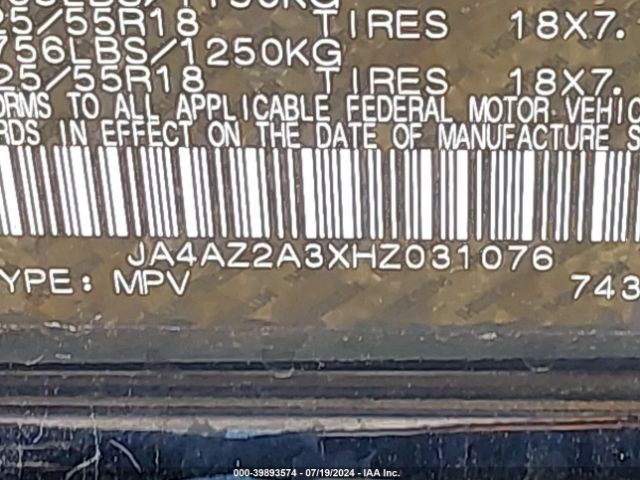 25/55R18 TIRES 18X7.
756LBS/1250KG
25/55R18 TIRES 18X7.
ORMS TO ALL APPLICABLE FEDERAL MOTOR VEHIC
RDS IN EFFECT ON THE DATE OF MANUFACTURE S
JA4AZ2A3XHZ031076
YPE: MPV 743
000-39893574 - 07/19/2024 - IAA Inc.